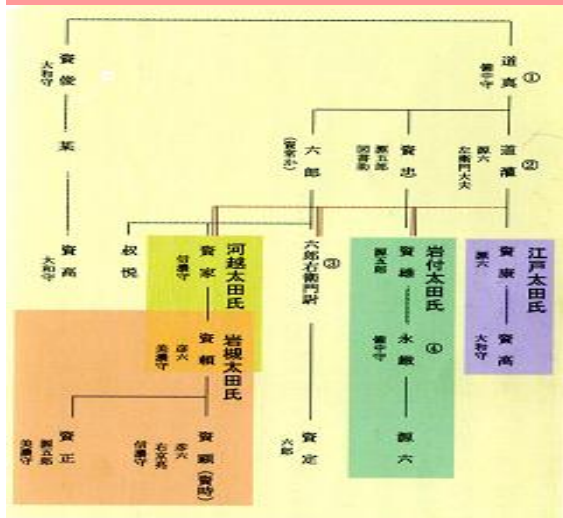 ①
道真
備中守
資俊
大和守
②
道灌
源六
左衛門大夫
資忠
源五郎
図書助
六郎
(資常か)
某
江戸太田氏
資康
源六
資高
大和守
岩付太田氏
資雄
源五郎
④
永厳
備中守
源六
③
六郎右衛門尉
資定
六郎
河越太田氏
資家
信濃守
岩槻太田氏
資頼
彦六
美濃守
資顕(資時)
彦六
右京亮
信濃守
資正
源五郎
美濃守
叔悦
資高
大和守